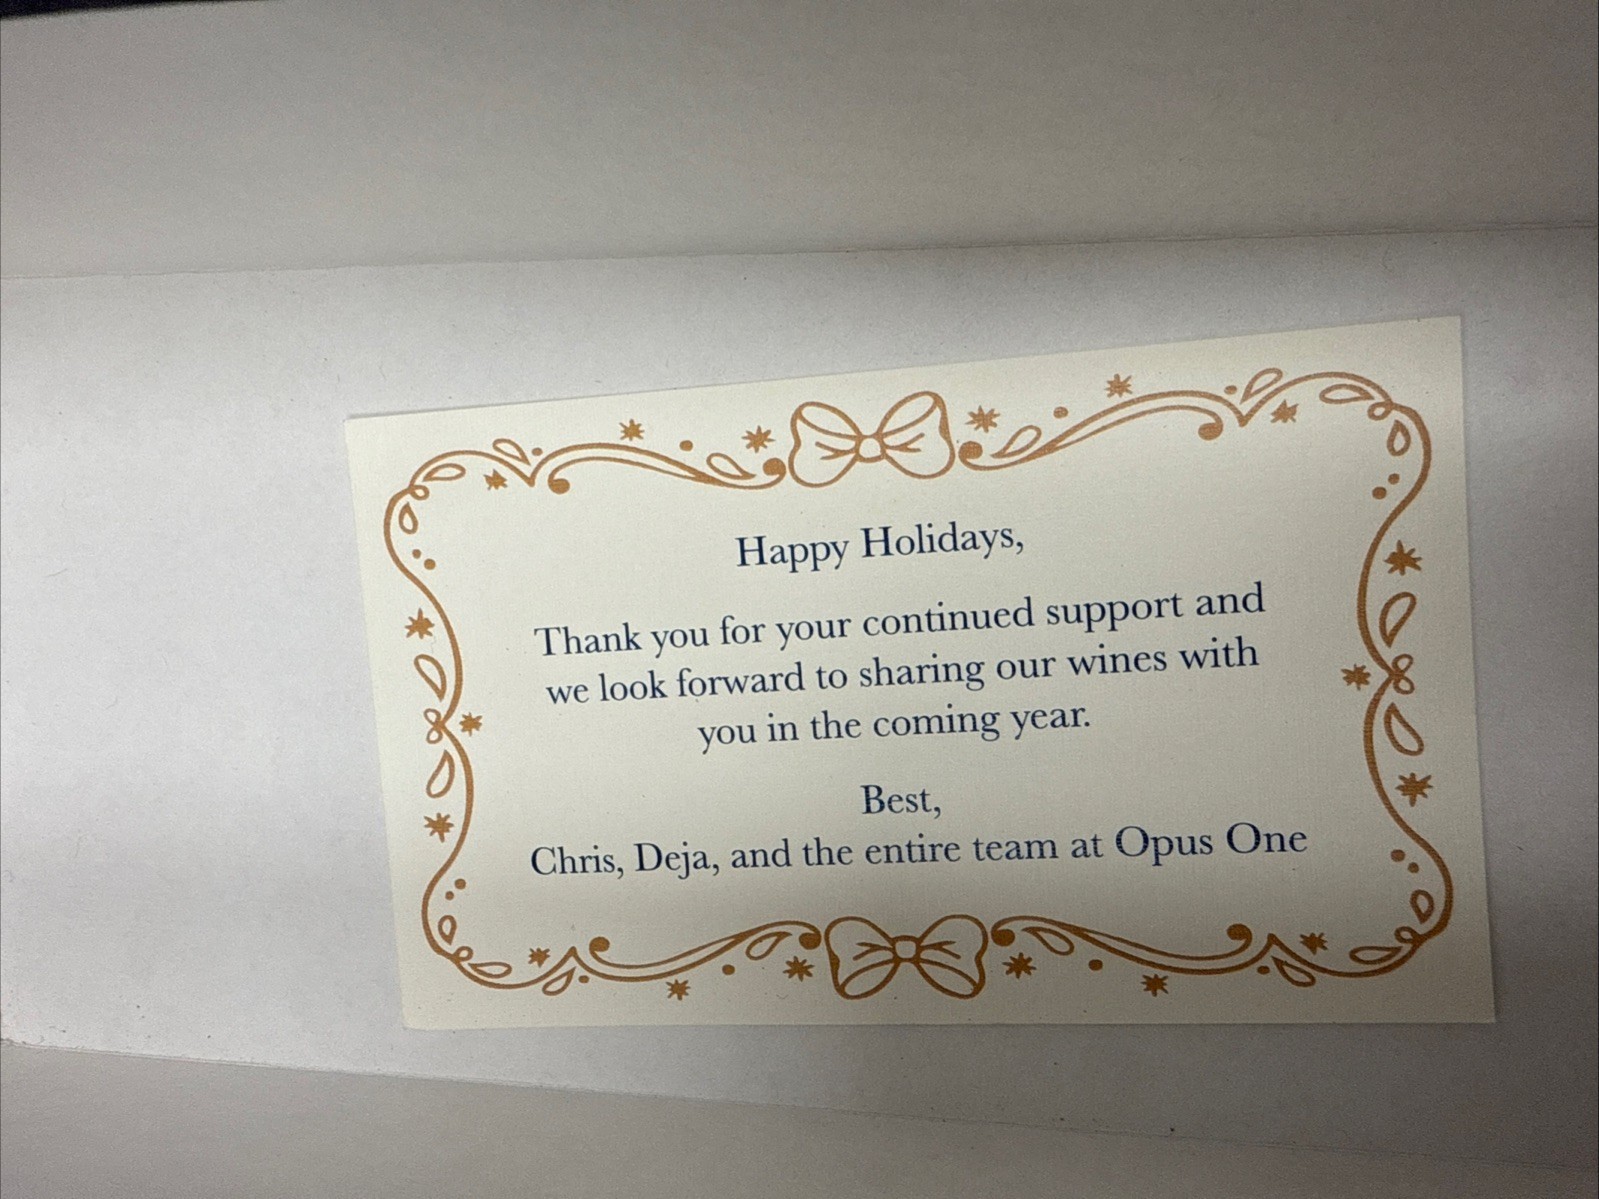 Happy Holidays,
Thank you for your continued support and
we look forward to sharing our wines with
you in the coming year.
Best,
Chris, Deja, and the entire team at Opus One